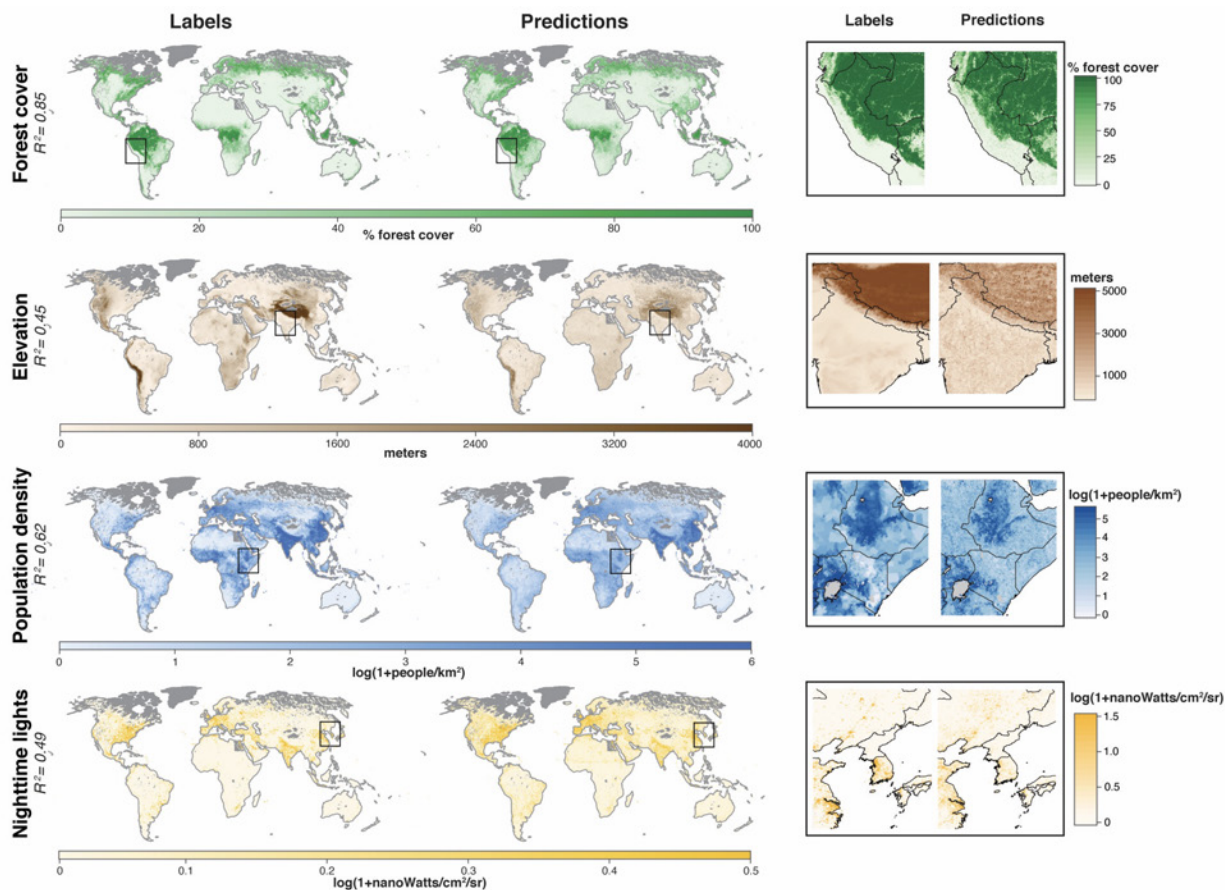 Labels Predictions Labels Predictions
Forest cover
R² = 0.85
% forest cover
100
75
50
25
0
0 20 40 60 80 100
% forest cover
Elevation
R² = 0.45
meters
5000
3000
1000
0 800 1600 2400 3200 4000
meters
Population density
R² = 0.62
log(1+people/km²)
5
4
3
2
1
0
0 1 2 3 4 5 6
log(1+people/km²)
Nighttime lights
R² = 0.49
log(1+nanoWatts/cm²/sr)
1.5
1.0
0.5
0
0 0.1 0.2 0.3 0.4 0.5
log(1+nanoWatts/cm²/sr)